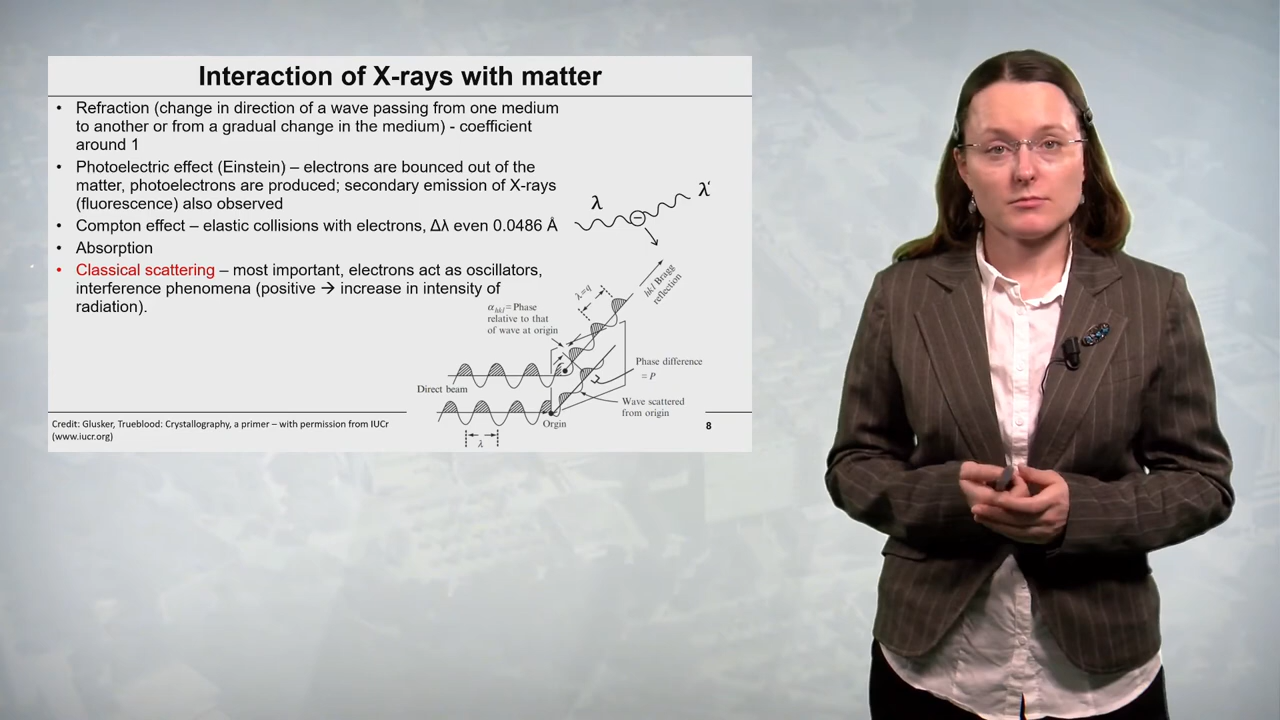 Interaction of X-rays with matter
• Refraction (change in direction of a wave passing from one medium
to another or from a gradual change in the medium) - coefficient
around 1
• Photoelectric effect (Einstein) – electrons are bounced out of the
matter, photoelectrons are produced; secondary emission of X-rays
(fluorescence) also observed
• Compton effect – elastic collisions with electrons, Δλ even 0.0486 Å
• Absorption
• Classical scattering – most important, electrons act as oscillators,
interference phenomena (positive → increase in intensity of
radiation).
λ
λ'
−
hkl Bragg
reflection
αhkl = Phase
relative to that
of wave at origin
Phase difference
= P
Direct beam
Wave scattered
from origin
Orgin
λ
Credit: Glusker, Trueblood: Crystallography, a primer – with permission from IUCr
(www.iucr.org)
8